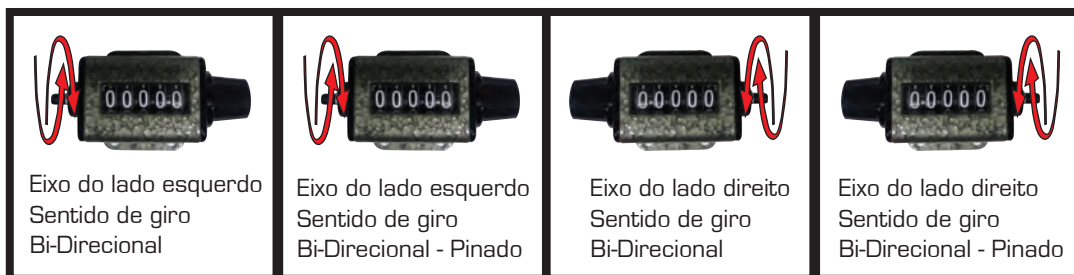 00000
Eixo do lado esquerdo
Sentido de giro
Bi-Direcional
00000
Eixo do lado esquerdo
Sentido de giro
Bi-Direcional - Pinado
00000
Eixo do lado direito
Sentido de giro
Bi-Direcional
00000
Eixo do lado direito
Sentido de giro
Bi-Direcional - Pinado